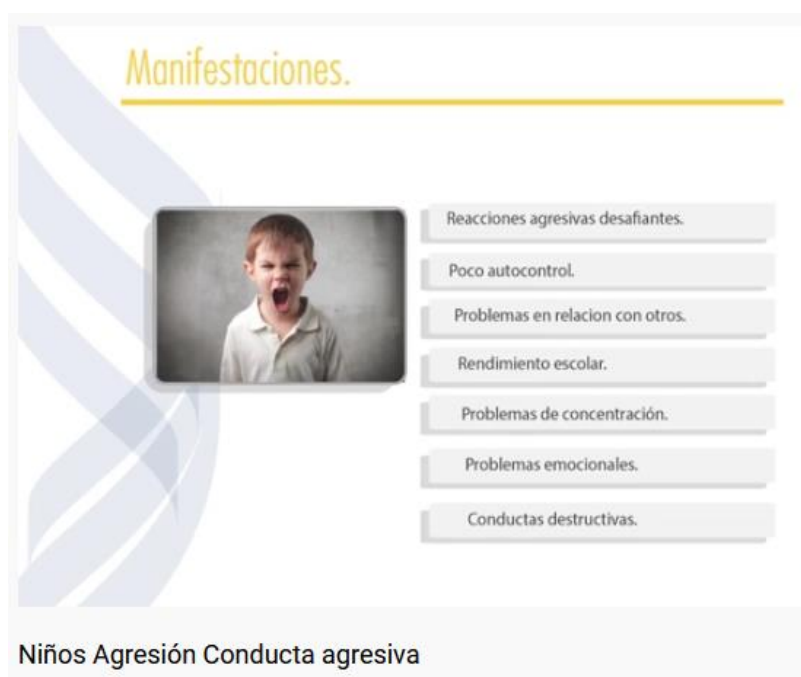 Manifestaciones.
Reacciones agresivas desafiantes.
Poco autocontrol.
Problemas en relacion con otros.
Rendimiento escolar.
Problemas de concentración.
Problemas emocionales.
Conductas destructivas.
Niños Agresión Conducta agresiva